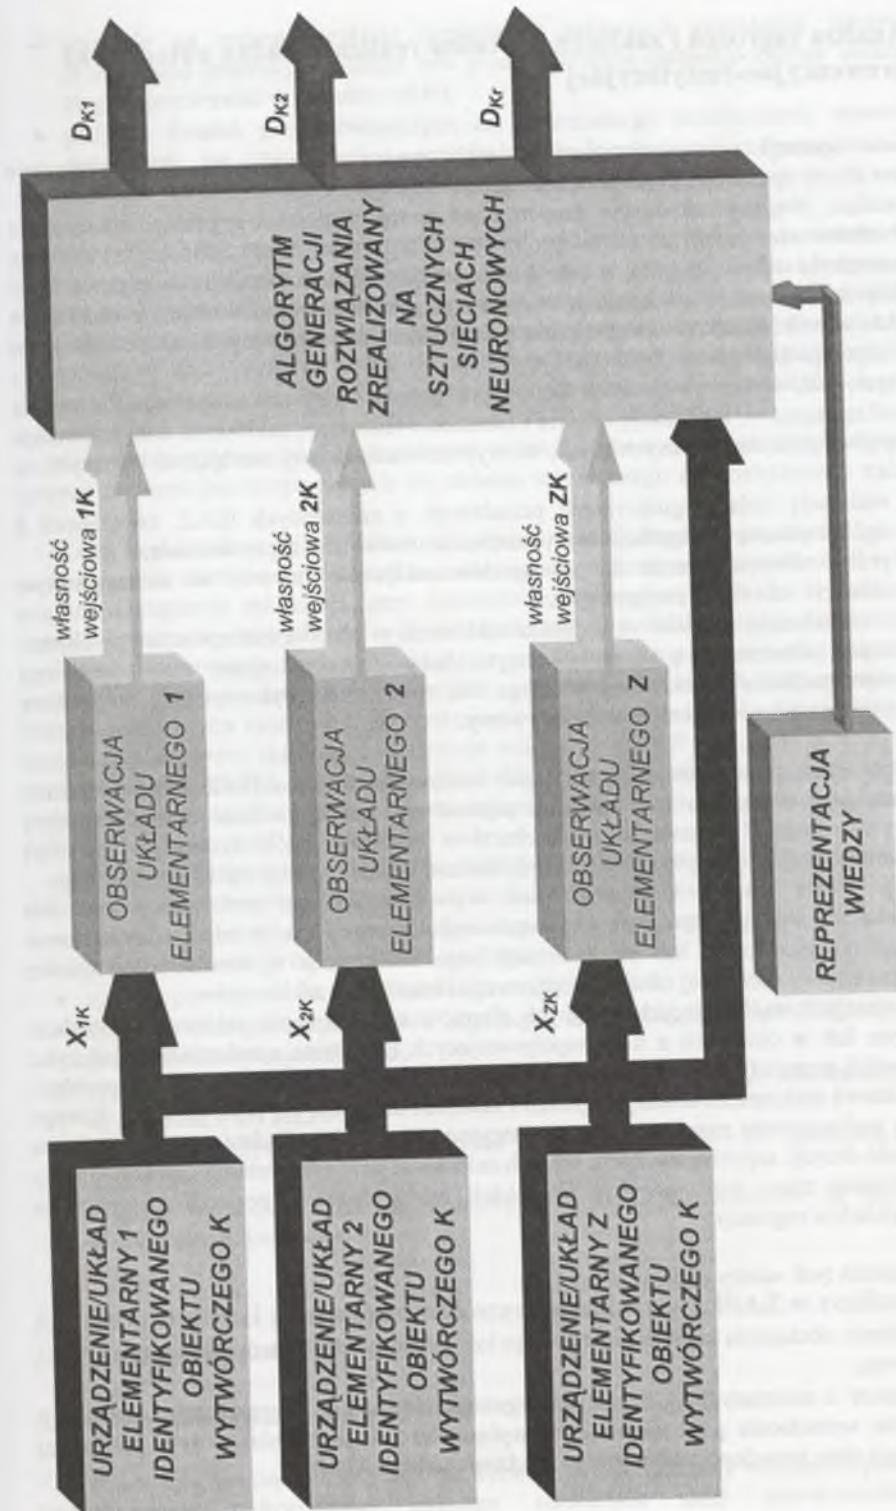 URZĄDZENIE/UKŁAD
ELEMENTARNY 1
IDENTYFIKOWANEGO
OBIEKTU
WYTWÓRCZEGO K
X1K
OBSERWACJA
UKŁADU
ELEMENTARNEGO 1
własność
wejściowa 1K
URZĄDZENIE/UKŁAD
ELEMENTARNY 2
IDENTYFIKOWANEGO
OBIEKTU
WYTWÓRCZEGO K
X2K
OBSERWACJA
UKŁADU
ELEMENTARNEGO 2
własność
wejściowa 2K
URZĄDZENIE/UKŁAD
ELEMENTARNY Z
IDENTYFIKOWANEGO
OBIEKTU
WYTWÓRCZEGO K
XZK
OBSERWACJA
UKŁADU
ELEMENTARNEGO Z
własność
wejściowa ZK
REPREZENTACJA
WIEDZY
ALGORYTM
GENERACJI
ROZWIĄZANIA
ZREALIZOWANY
NA
SZTUCZNYCH
SIECIACH
NEURONOWYCH
DK1
DK2
DKr